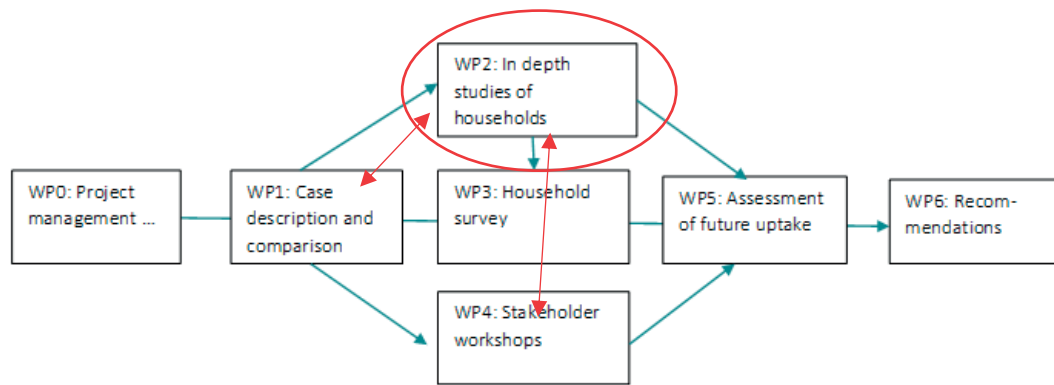 WP2: In depth
studies of
households
WP0: Project
management ...
WP1: Case
description and
comparison
WP3: Household
survey
WP5: Assessment
of future uptake
WP6: Recom-
mendations
WP4: Stakeholder
workshops